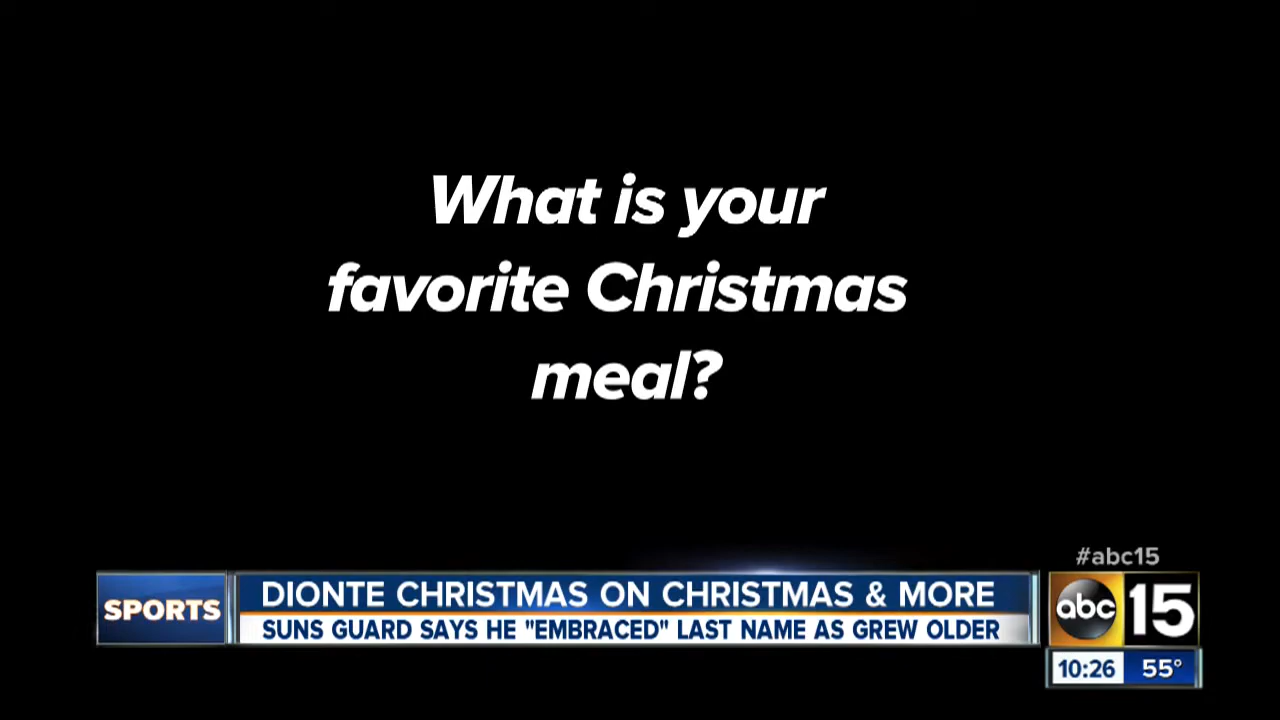 What is your
favorite Christmas
meal?
#abc15
SPORTS
DIONTE CHRISTMAS ON CHRISTMAS & MORE
SUNS GUARD SAYS HE "EMBRACED" LAST NAME AS GREW OLDER
abc 15
10:26 55°